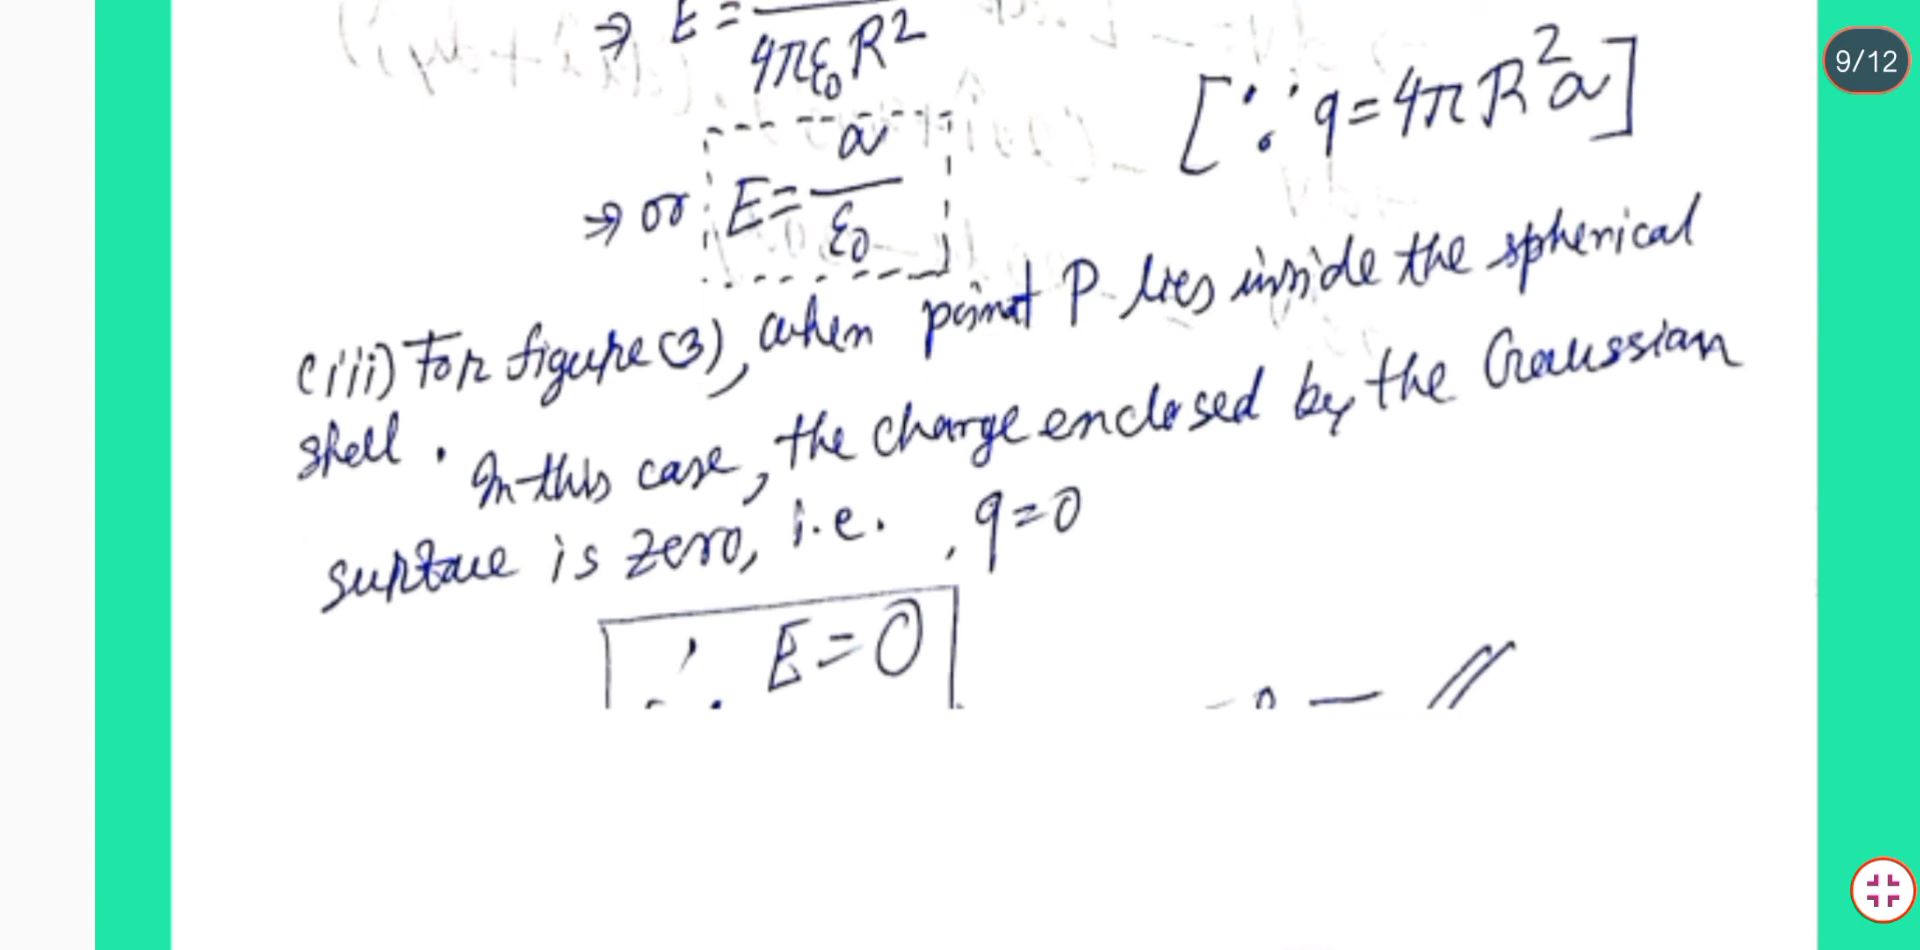 ⇒ E =
4πε₀R²
[∵ q = 4πR²a]
⇒ or E = a/ε₀
(iii) For figure (3), when point P lies inside the spherical
shell. In this case, the charge enclosed by the Gaussian
surface is zero, i.e. , q=0
∴ E=0
9/12